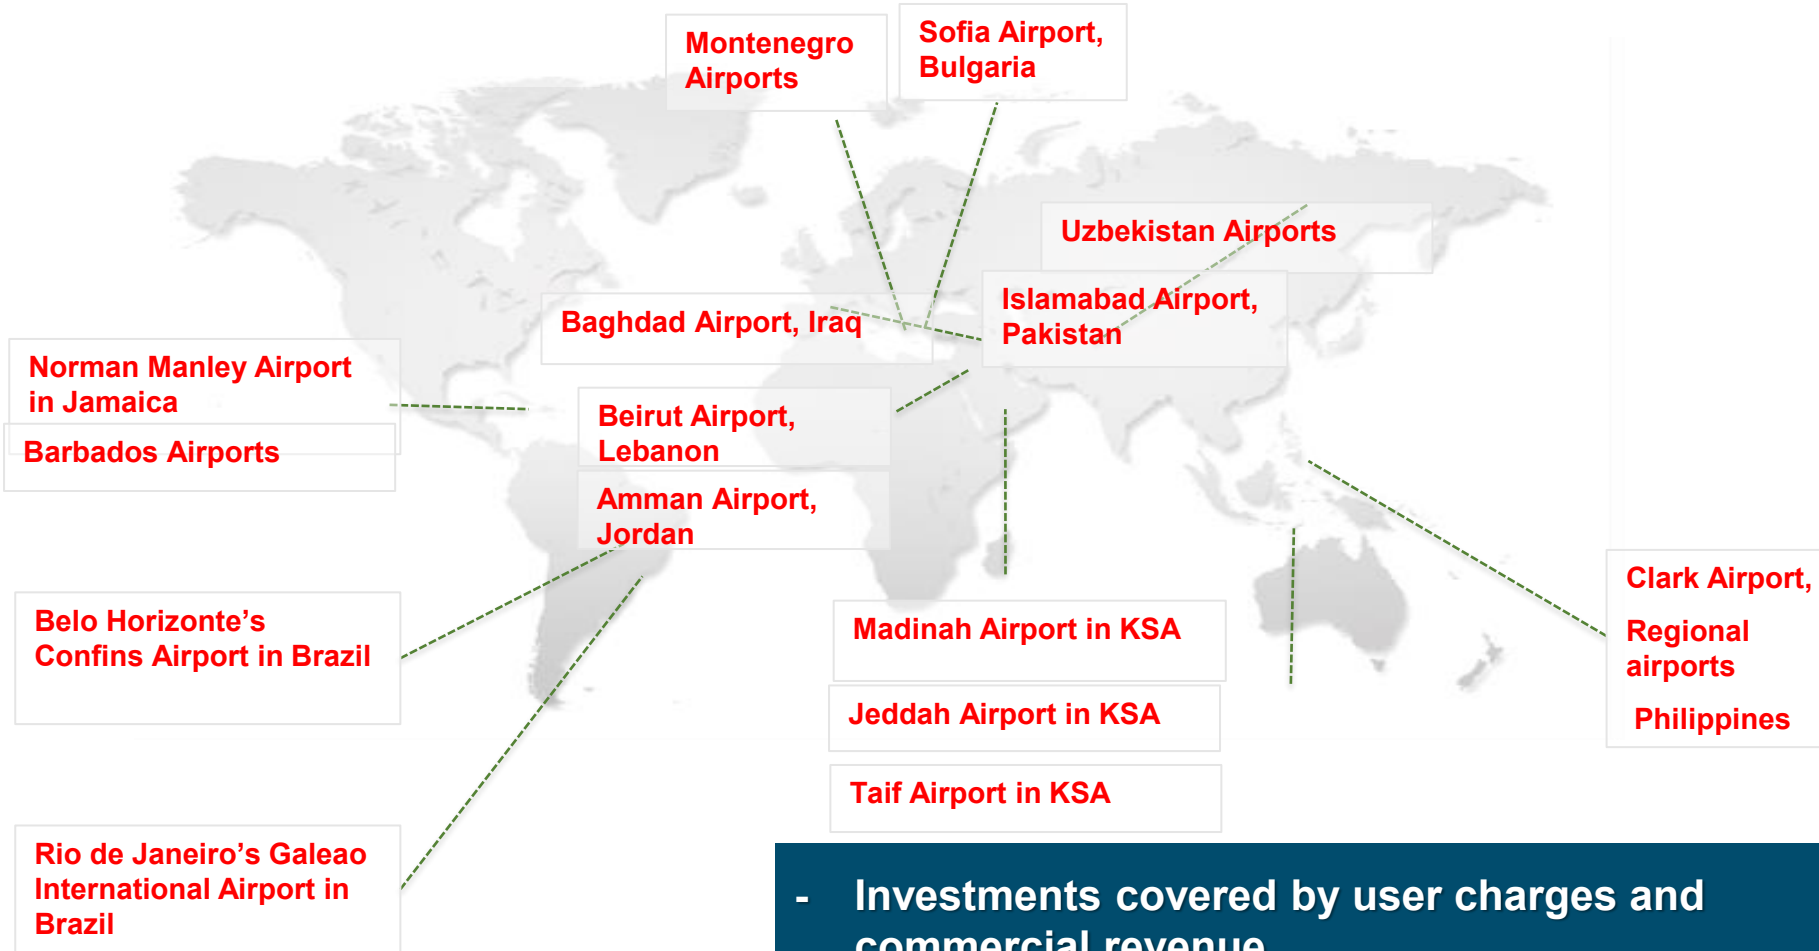 Montenegro
Airports
Sofia Airport,
Bulgaria
Uzbekistan Airports
Islamabad Airport,
Pakistan
Baghdad Airport, Iraq
Norman Manley Airport
in Jamaica
Barbados Airports
Beirut Airport,
Lebanon
Amman Airport,
Jordan
Belo Horizonte’s
Confins Airport in Brazil
Madinah Airport in KSA
Jeddah Airport in KSA
Taif Airport in KSA
Clark Airport,
Regional
airports
Philippines
Rio de Janeiro’s Galeao
International Airport in
Brazil
- Investments covered by user charges and
commercial revenue